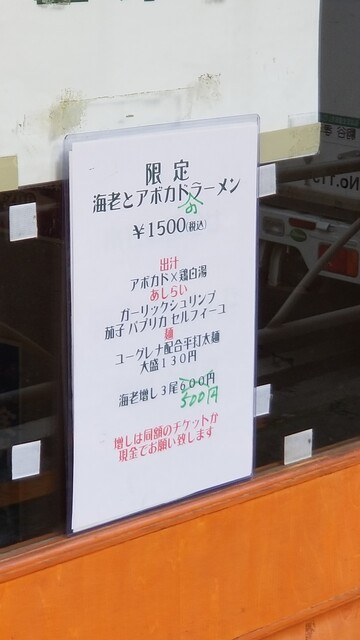 限定
海老とアボカドのラーメン
¥1500(税込)
出汁
アボカド×鶏白湯
あしらい
ガーリックシュリンプ
茄子 パプリカ セルフィーユ
麺
ユーグレナ配合平打太麺
大盛130円
海老増し3尾600円
500円
増しは同額のチケットか
現金でお願い致します